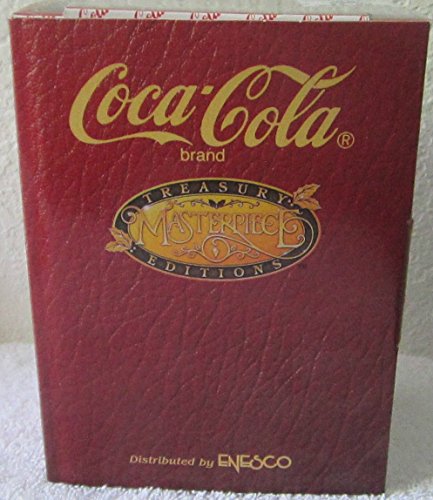 Coca-Cola®
brand
TREASURY
MASTERPIECE
EDITIONS
Distributed by ENESCO